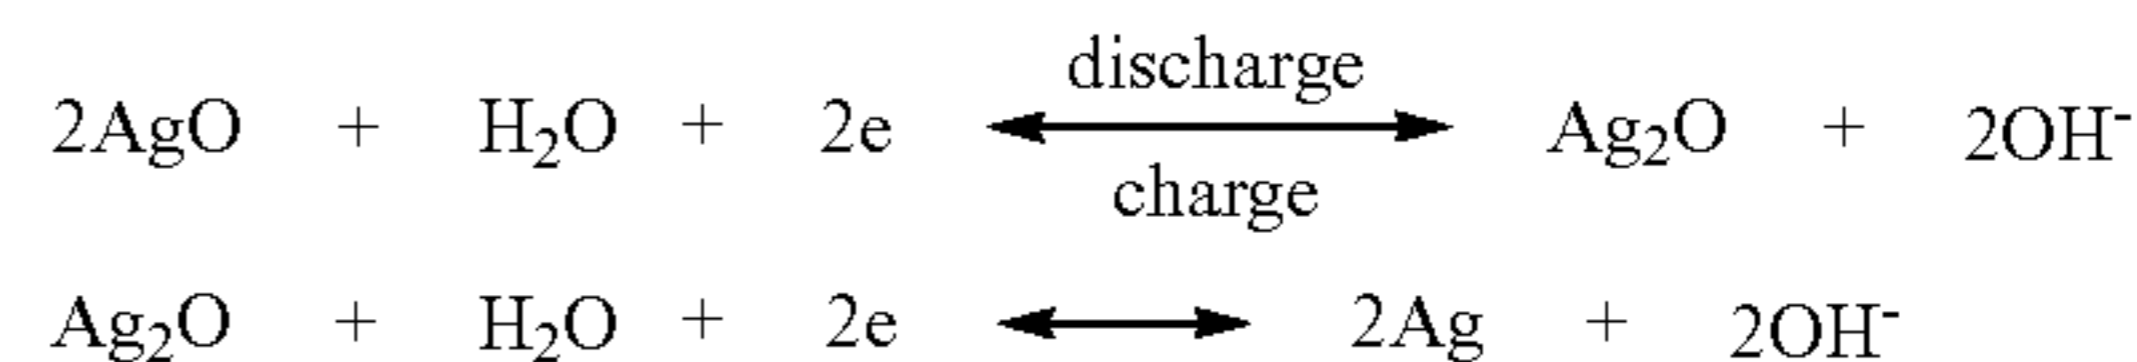 discharge
2AgO + H₂O + 2e ⟷ Ag₂O + 2OH⁻
charge
Ag₂O + H₂O + 2e ⟷ 2Ag + 2OH⁻